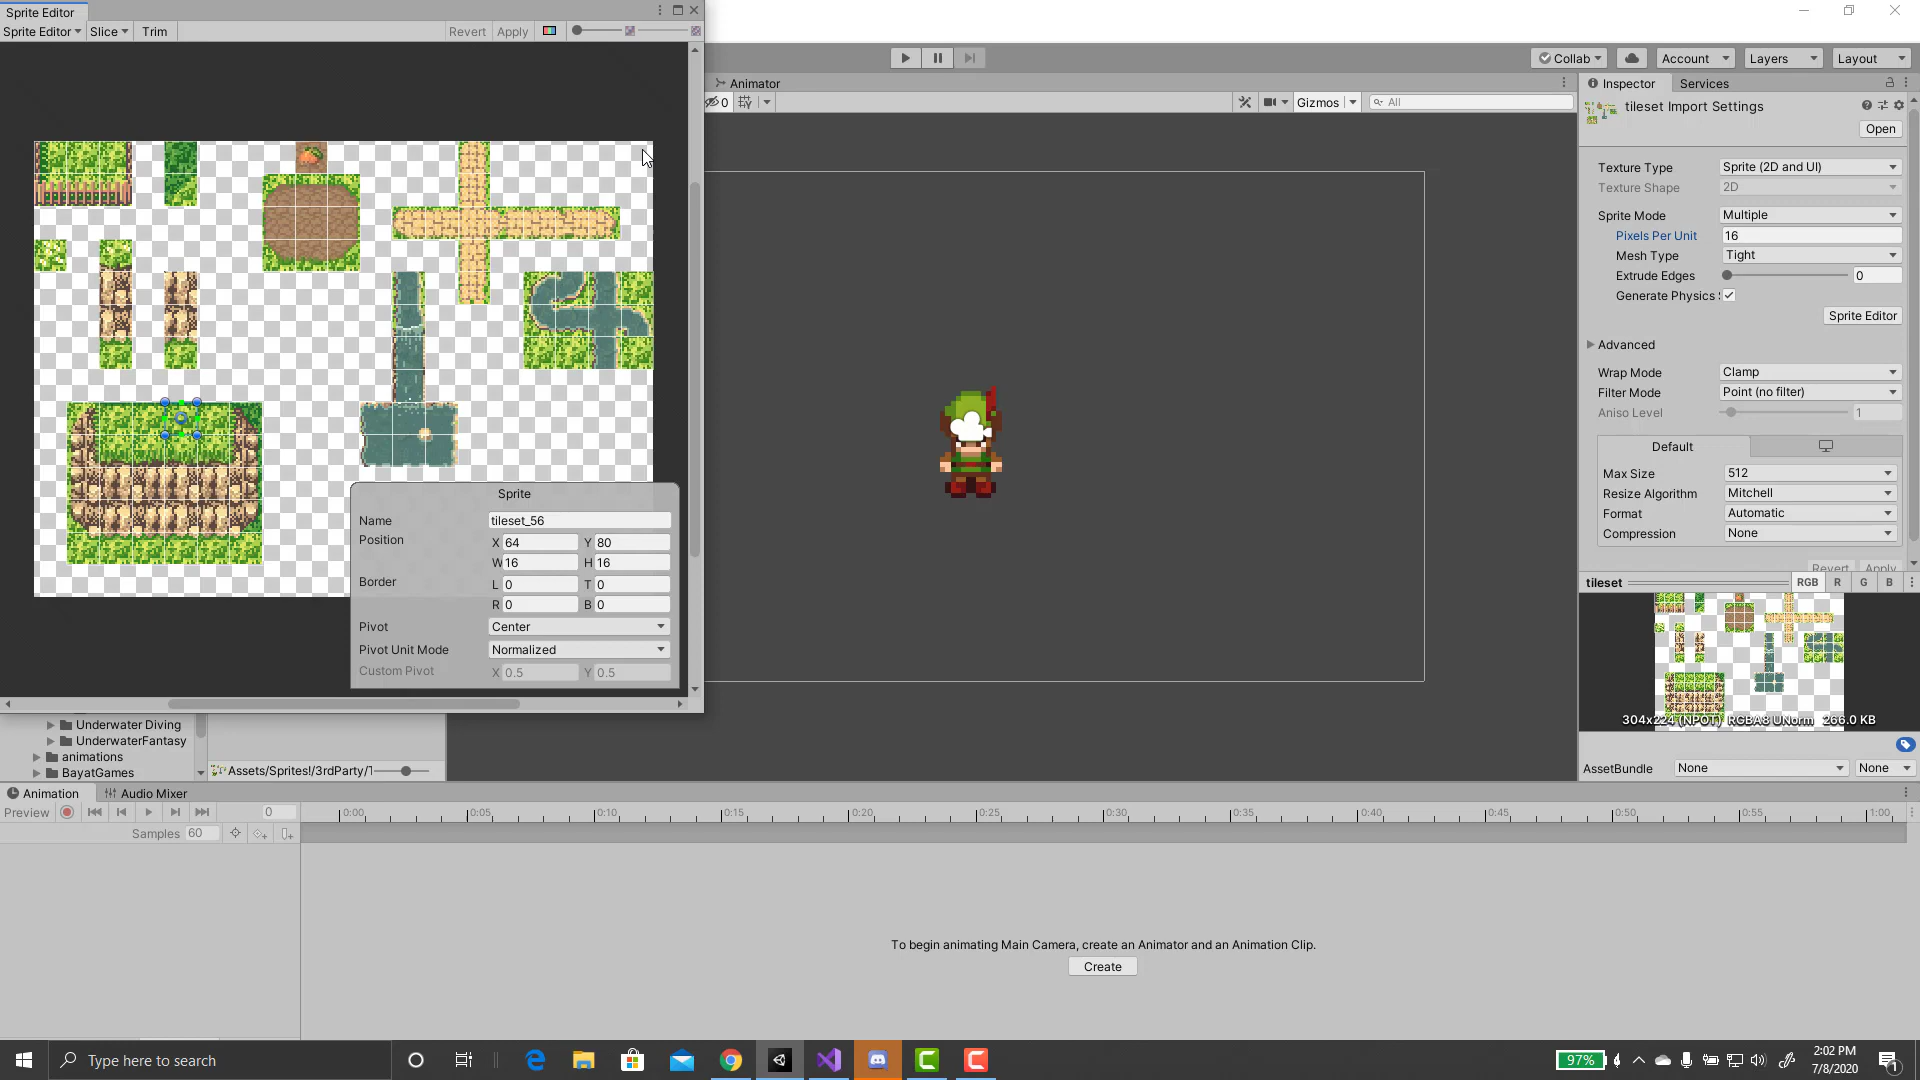 Sprite Editor
Sprite Editor Slice Trim Revert Apply
Collab Account Layers Layout
Animator
0 Gizmos All
Inspector Services
tileset Import Settings
Open
Texture Type Sprite (2D and UI)
Texture Shape 2D
Sprite Mode Multiple
Pixels Per Unit 16
Mesh Type Tight
Extrude Edges 0
Generate Physics
Sprite Editor
Advanced
Wrap Mode Clamp
Filter Mode Point (no filter)
Aniso Level 1
Default
Max Size 512
Resize Algorithm Mitchell
Format Automatic
Compression None
Revert Apply
tileset RGB R G B
304x224 (NPOT) RGBA8 UNorm 266.0 KB
AssetBundle None None
Sprite
Name tileset_56
Position X 64 Y 80
W 16 H 16
Border L 0 T 0
R 0 B 0
Pivot Center
Pivot Unit Mode Normalized
Custom Pivot X 0.5 Y 0.5
Underwater Diving
UnderwaterFantasy
animations
BayatGames
Assets/Sprites!/3rdParty/
Animation Audio Mixer
Preview 0 0:00 0:05 0:10 0:15 0:20 0:25 0:30 0:35 0:40 0:45 0:50 0:55 1:00
Samples 60
To begin animating Main Camera, create an Animator and an Animation Clip.
Create
Type here to search
97%
2:02 PM
7/8/2020
1